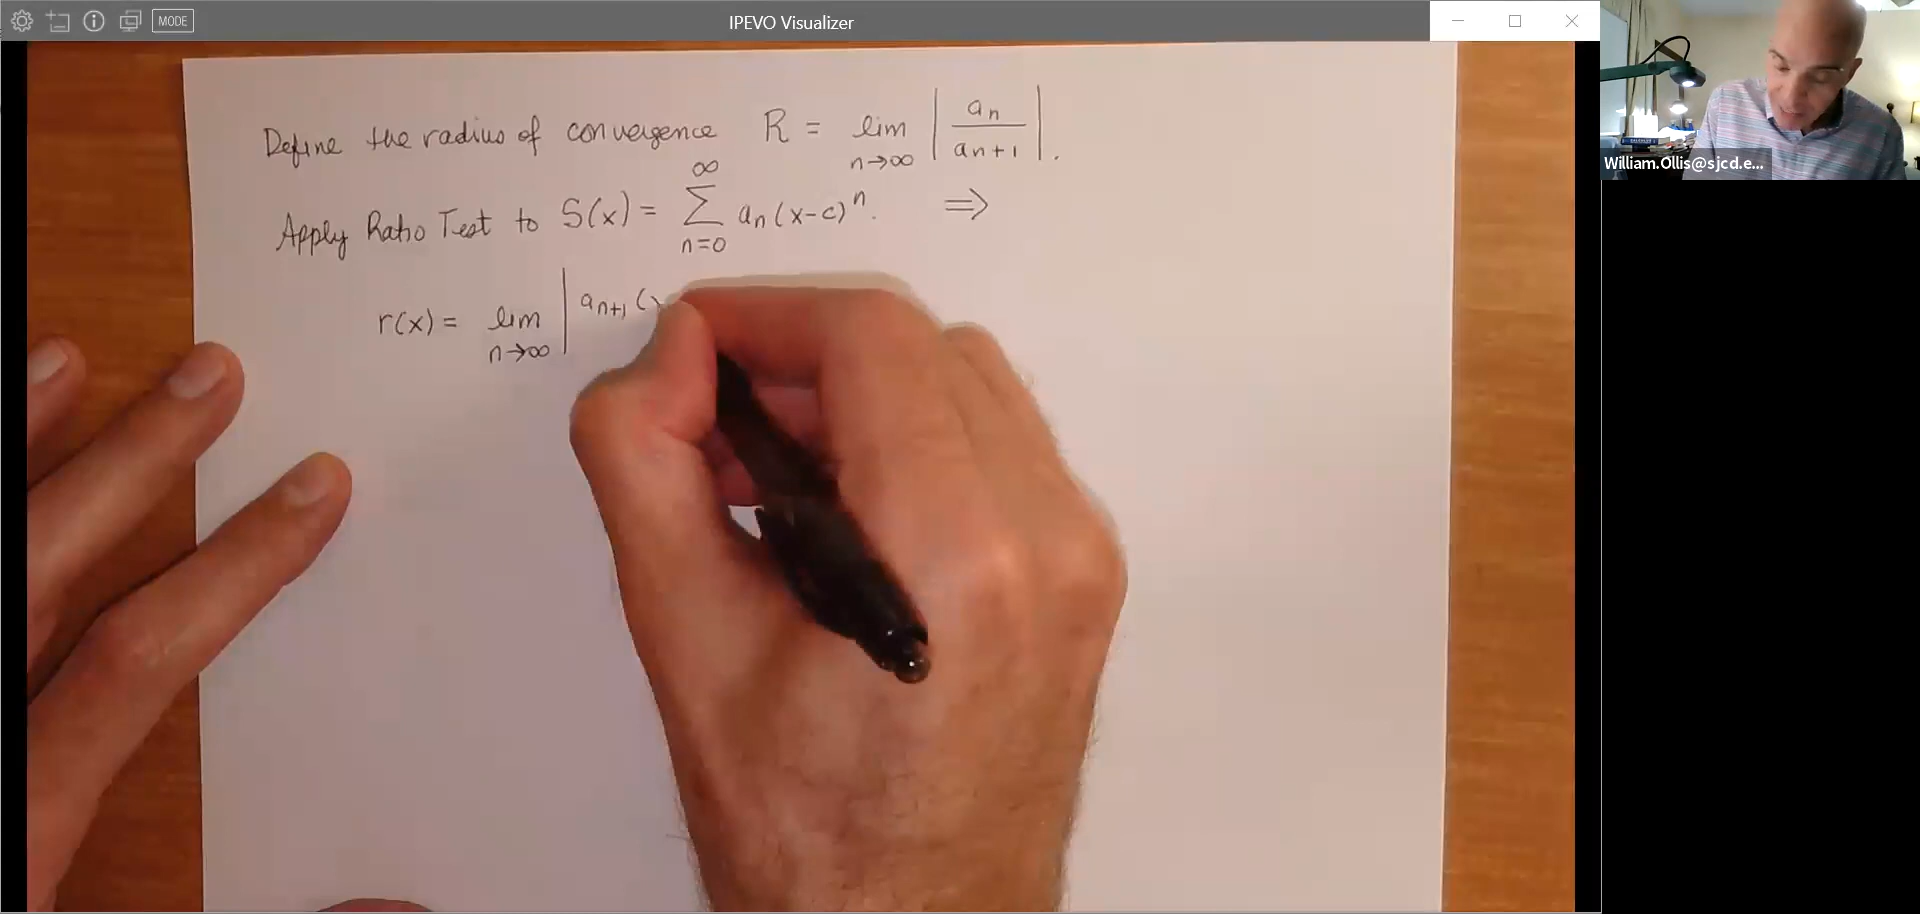 MODE
IPEVO Visualizer
William.Ollis@sjcd.e...
Define the radius of convergence R = lim n→∞ | an / an+1 | .
Apply Ratio Test to S(x) = ∞ Σ n=0 an (x-c)^n. ⇒
r(x) = lim n→∞ | an+1 (x